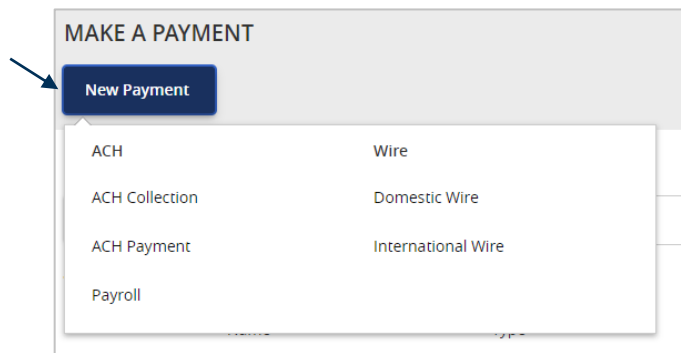 MAKE A PAYMENT
New Payment
ACH
Wire
ACH Collection
Domestic Wire
ACH Payment
International Wire
Payroll